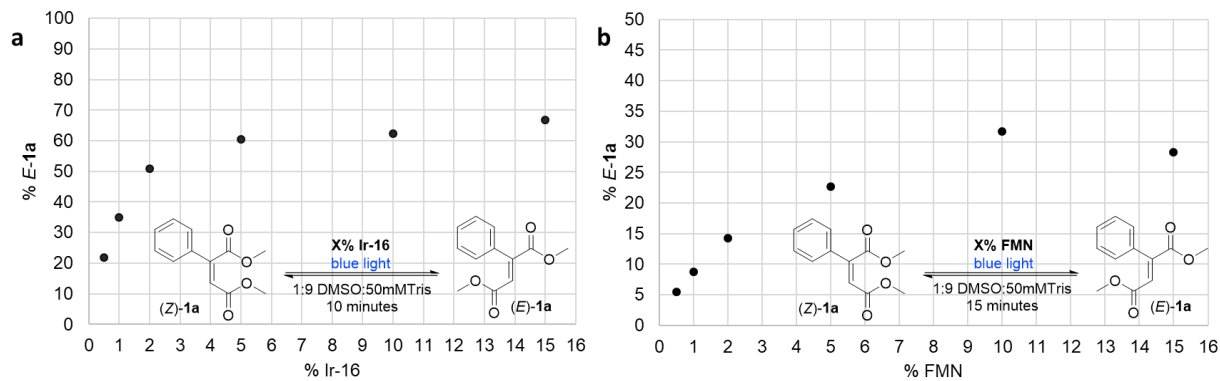 a
100
90
80
70
60
50
40
30
20
10
0
% E-1a
0 1 2 3 4 5 6 7 8 9 10 11 12 13 14 15 16
% Ir-16
O
O
O
O
(Z)-1a
X% Ir-16
blue light
1:9 DMSO:50mMTris
10 minutes
O
O
O
O
(E)-1a
b
50
45
40
35
30
25
20
15
10
5
0
% E-1a
0 1 2 3 4 5 6 7 8 9 10 11 12 13 14 15 16
% FMN
O
O
O
O
(Z)-1a
X% FMN
blue light
1:9 DMSO:50mMTris
15 minutes
O
O
O
O
(E)-1a